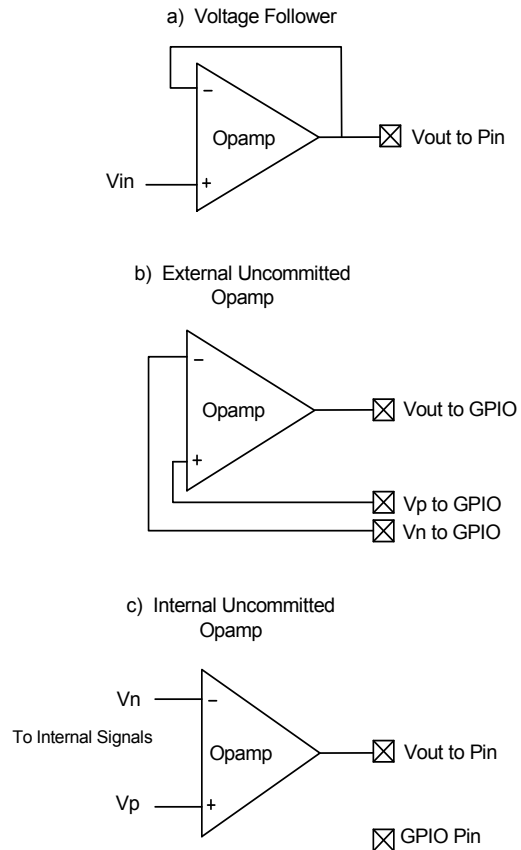 a) Voltage Follower
−
Opamp
Vout to Pin
Vin
+
b) External Uncommitted
Opamp
−
Opamp
Vout to GPIO
+
Vp to GPIO
Vn to GPIO
c) Internal Uncommitted
Opamp
Vn
−
To Internal Signals
Opamp
Vout to Pin
Vp
+
GPIO Pin